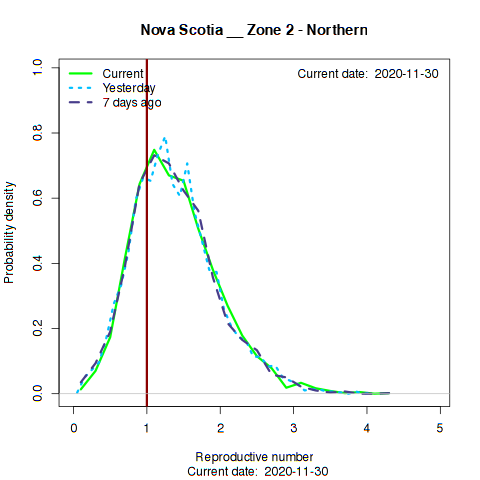 Nova Scotia __ Zone 2 - Northern
Current
Yesterday
7 days ago
Current date:  2020-11-30
Probability density
1.0
0.8
0.6
0.4
0.2
0.0
0 1 2 3 4 5
Reproductive number
Current date:  2020-11-30